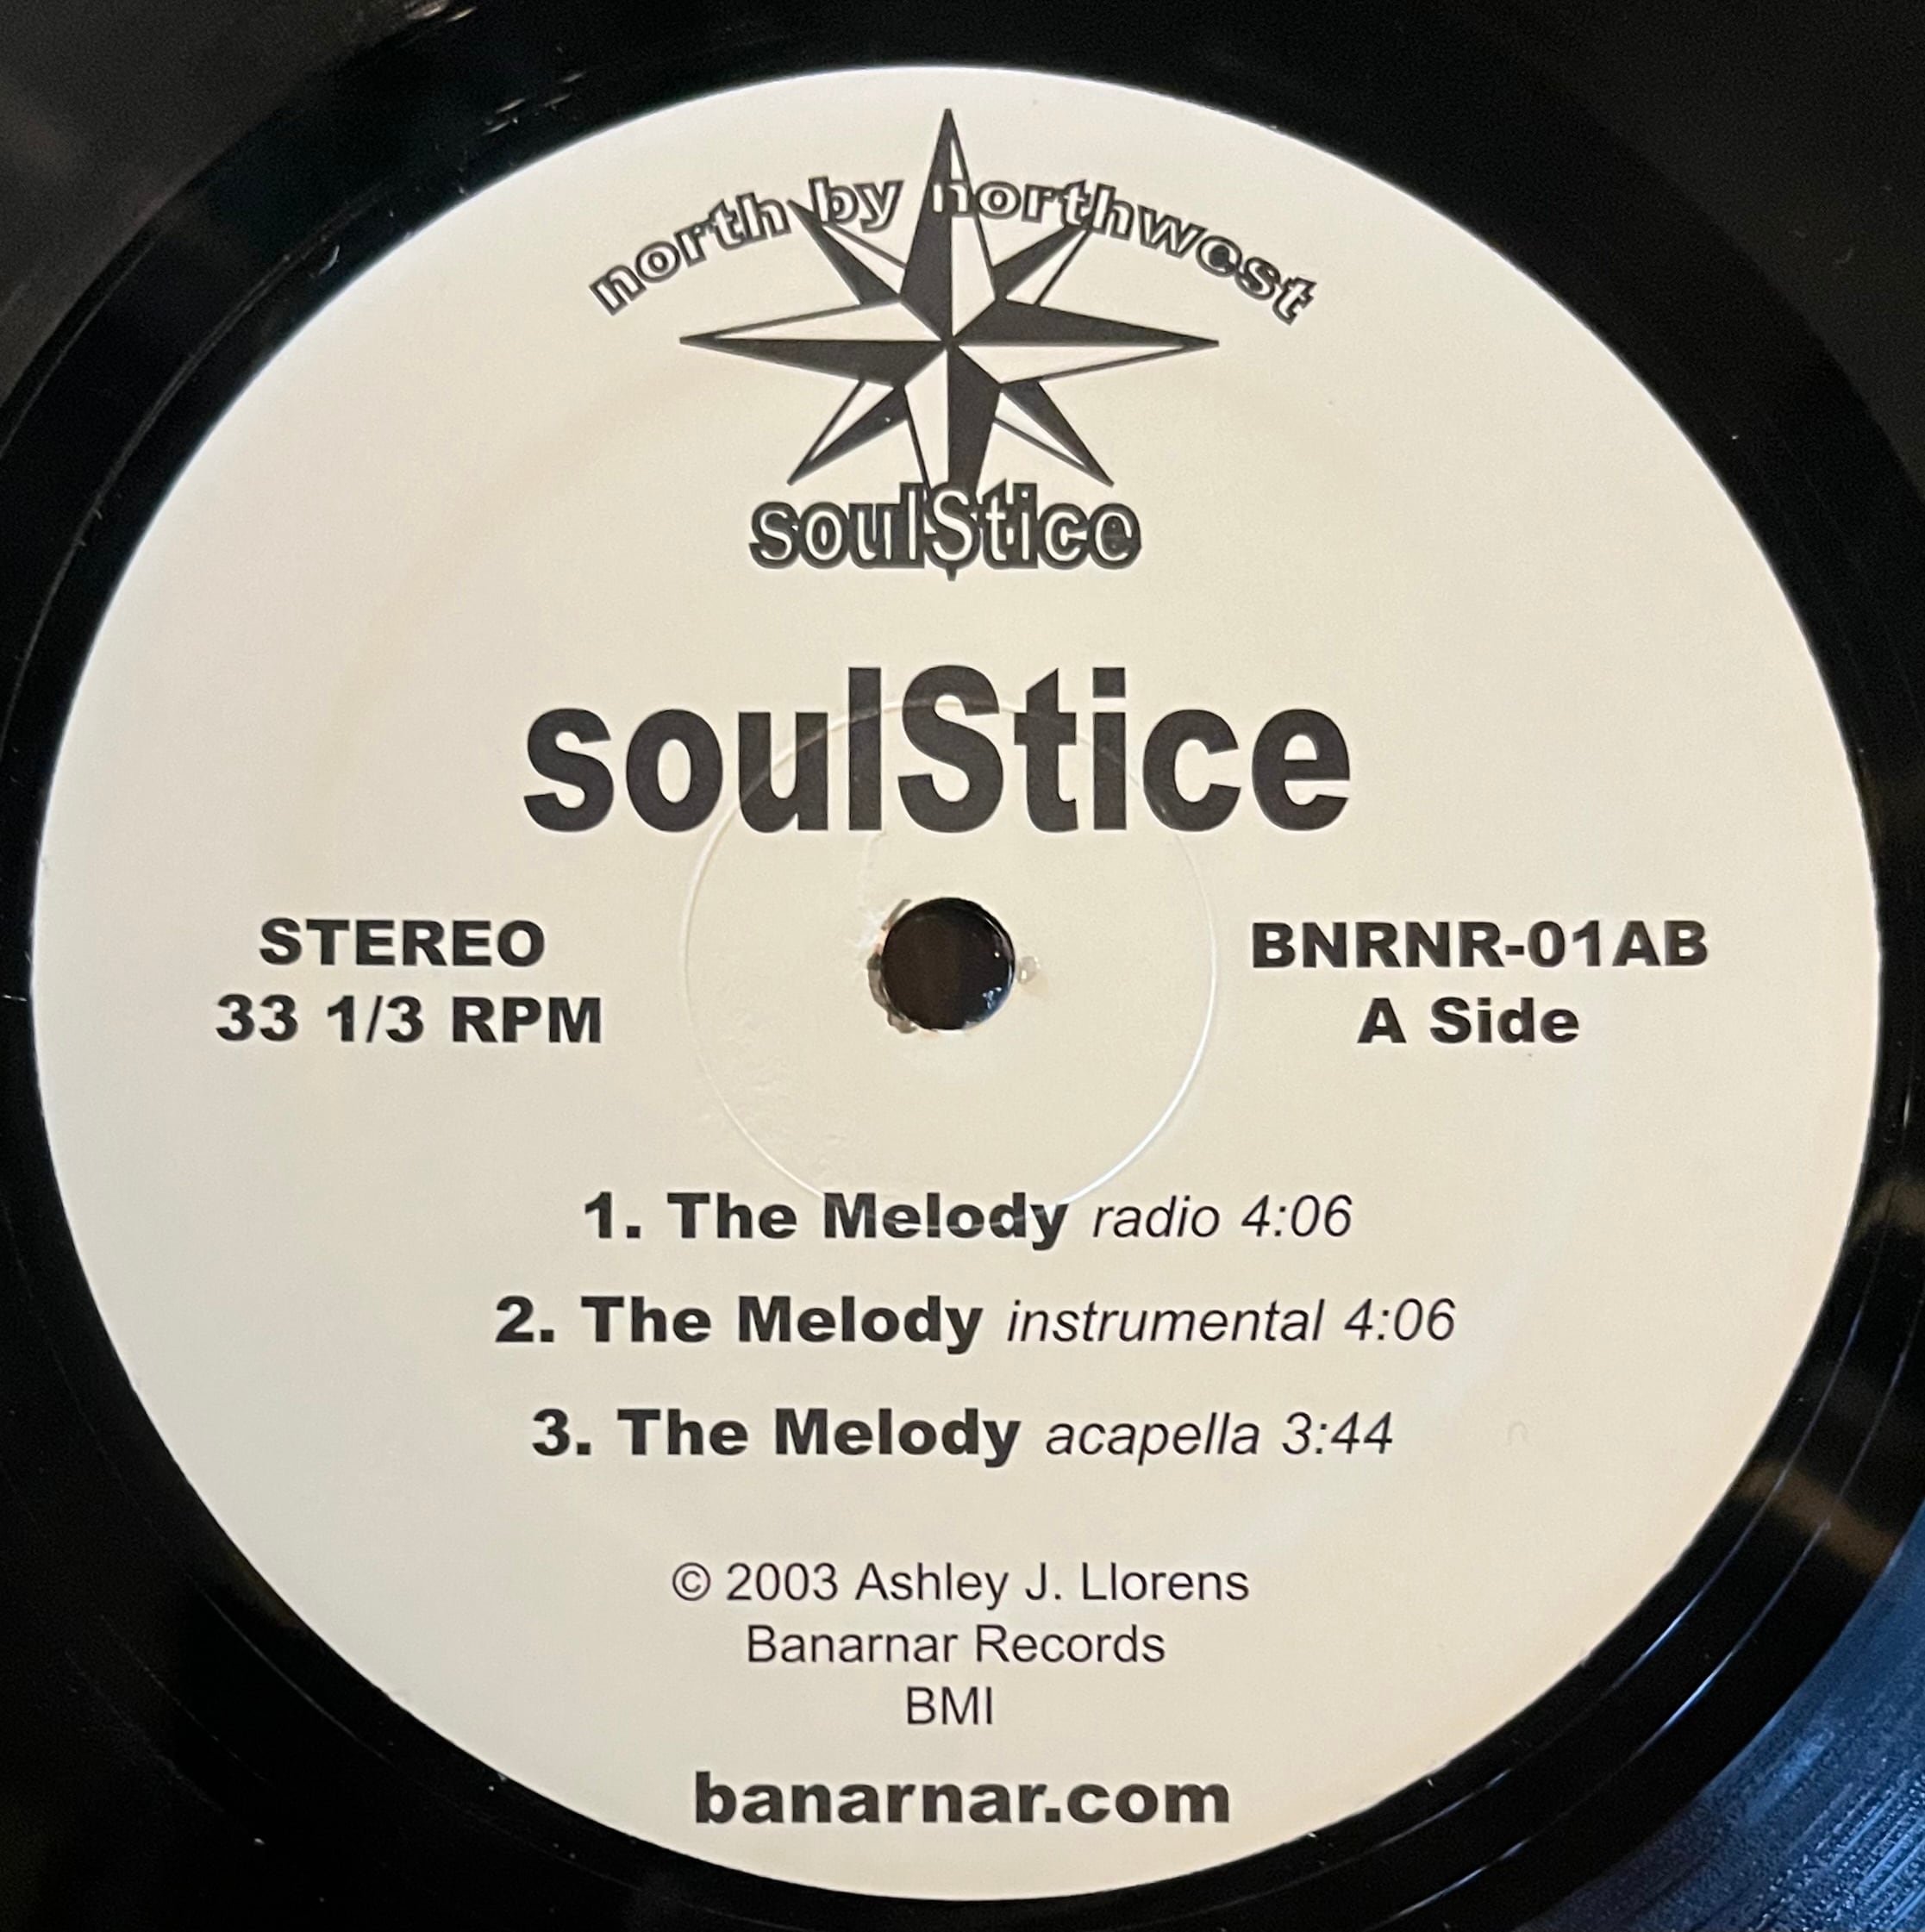 north by northwest
soulStice
soulStice
STEREO
33 1/3 RPM
BNRNR-01AB
A Side
1. The Melody radio 4:06
2. The Melody instrumental 4:06
3. The Melody acapella 3:44
© 2003 Ashley J. Llorens
Banarnar Records
BMI
banarnar.com